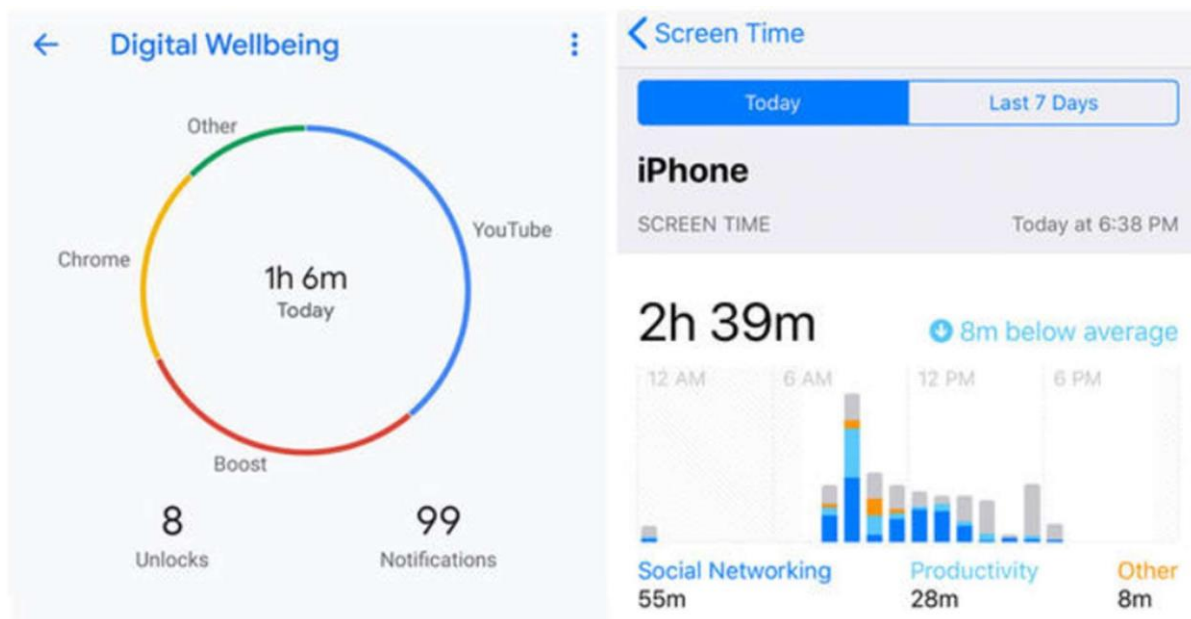 Digital Wellbeing
Other
YouTube
Chrome
1h 6m
Today
Boost
8
Unlocks
99
Notifications
Screen Time
Today
Last 7 Days
iPhone
SCREEN TIME
Today at 6:38 PM
2h 39m
8m below average
12 AM
6 AM
12 PM
6 PM
Social Networking
55m
Productivity
28m
Other
8m